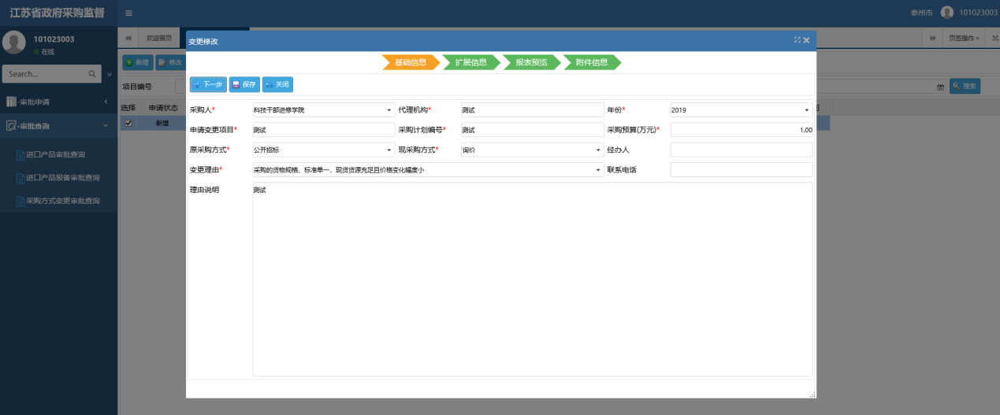 江苏省政府采购监督
泰州市 101023003
101023003
在线
欢迎首页
页签操作
Search...
新增 修改
项目编号
搜索
选择 申请状态
新增
-审批申请
-审批查询
进口产品审批查询
进口产品报备审批查询
采购方式变更审批查询
变更修改
基础信息 扩展信息 报表预览 附件信息
下一步 保存 关闭
采购人* 科技干部进修学院 代理机构* 测试 年份* 2019
申请变更项目* 测试 采购计划编号* 测试 采购预算(万元)* 1.00
原采购方式* 公开招标 现采购方式* 询价 经办人
变更理由* 采购的货物规格、标准单一，现货货源充足且价格变化幅度小 联系电话
理由说明 测试